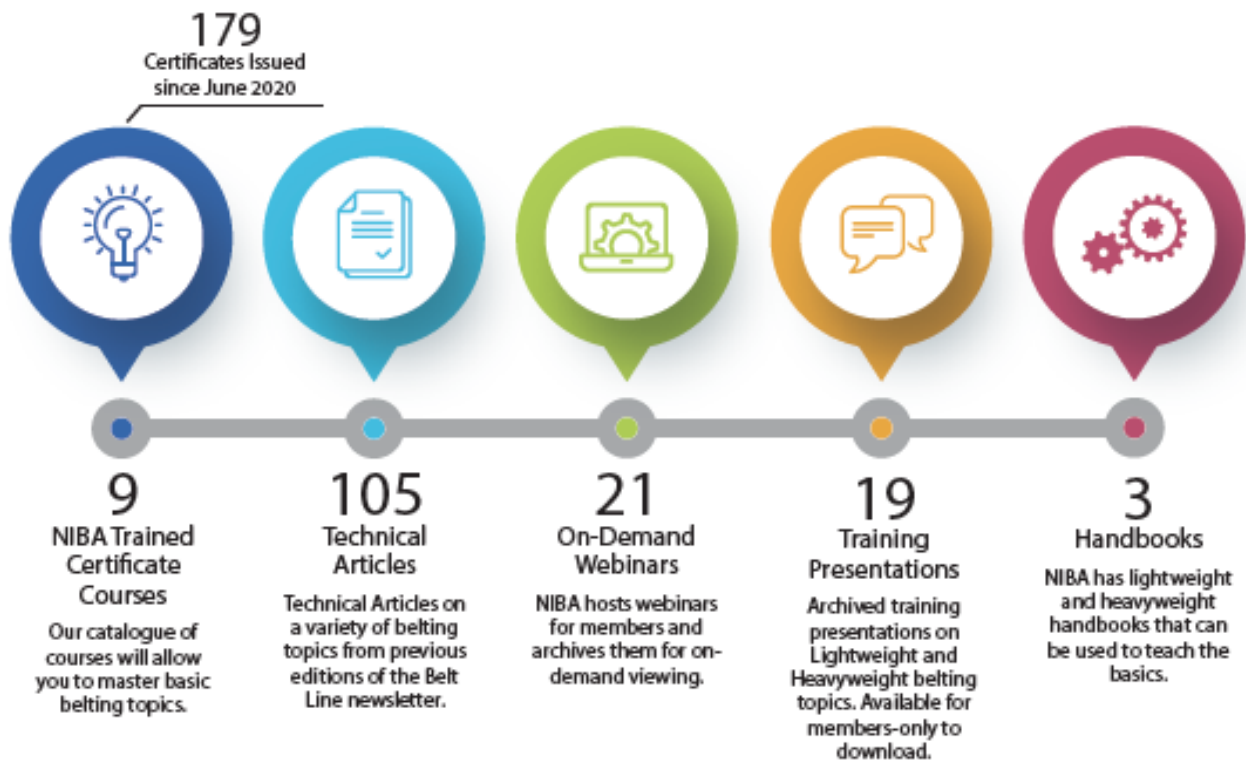 179
Certificates Issued
since June 2020
9
NIBA Trained
Certificate
Courses
Our catalogue of
courses will allow
you to master basic
belting topics.
105
Technical
Articles
Technical Articles on
a variety of belting
topics from previous
editions of the Belt
Line newsletter.
21
On-Demand
Webinars
NIBA hosts webinars
for members and
archives them for on-
demand viewing.
19
Training
Presentations
Archived training
presentations on
Lightweight and
Heavyweight belting
topics. Available for
members-only to
download.
3
Handbooks
NIBA has lightweight
and heavyweight
handbooks that can
be used to teach the
basics.